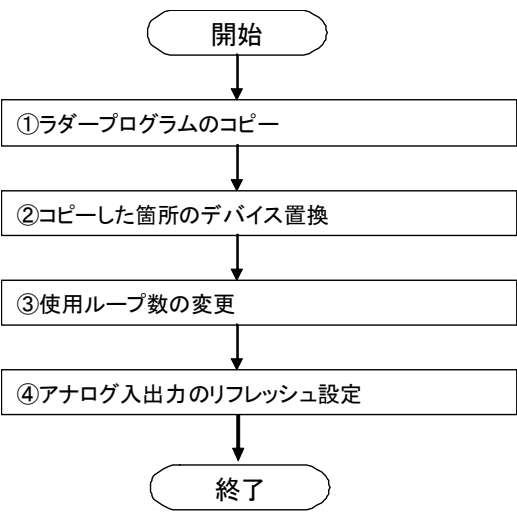 開始
①ラダープログラムのコピー
②コピーした箇所のデバイス置換
③使用ループ数の変更
④アナログ入出力のリフレッシュ設定
終了